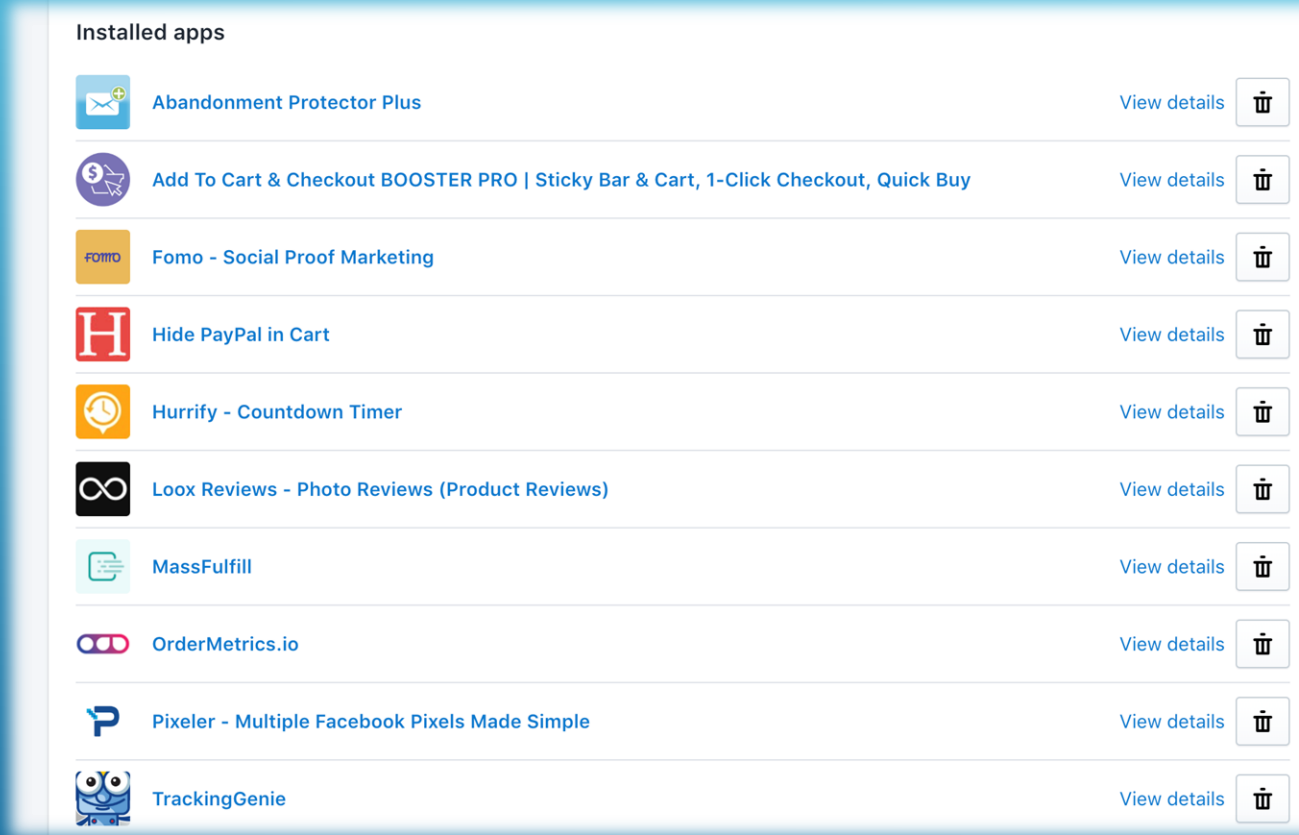 Installed apps
Abandonment Protector Plus View details
Add To Cart & Checkout BOOSTER PRO | Sticky Bar & Cart, 1-Click Checkout, Quick Buy View details
FOMO Fomo - Social Proof Marketing View details
H Hide PayPal in Cart View details
Hurrify - Countdown Timer View details
Loox Reviews - Photo Reviews (Product Reviews) View details
MassFulfill View details
OrderMetrics.io View details
Pixeler - Multiple Facebook Pixels Made Simple View details
TrackingGenie View details